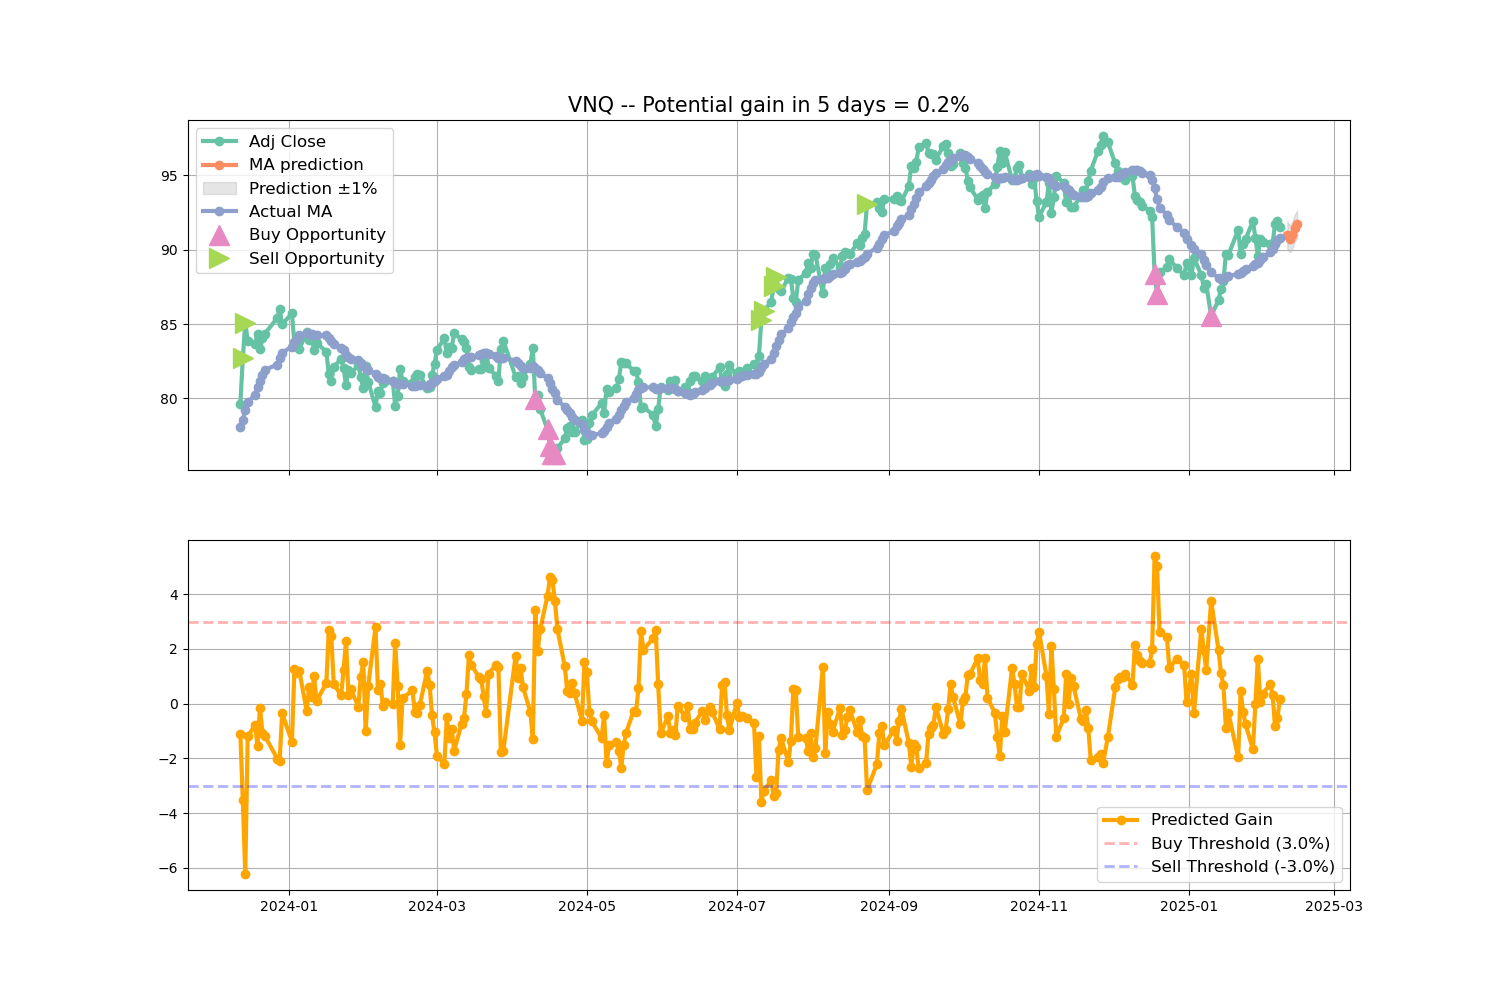 VNQ -- Potential gain in 5 days = 0.2%
Adj Close
MA prediction
Prediction ±1%
Actual MA
Buy Opportunity
Sell Opportunity
95
90
85
80
4
2
0
−2
−4
−6
Predicted Gain
Buy Threshold (3.0%)
Sell Threshold (-3.0%)
2024-01
2024-03
2024-05
2024-07
2024-09
2024-11
2025-01
2025-03